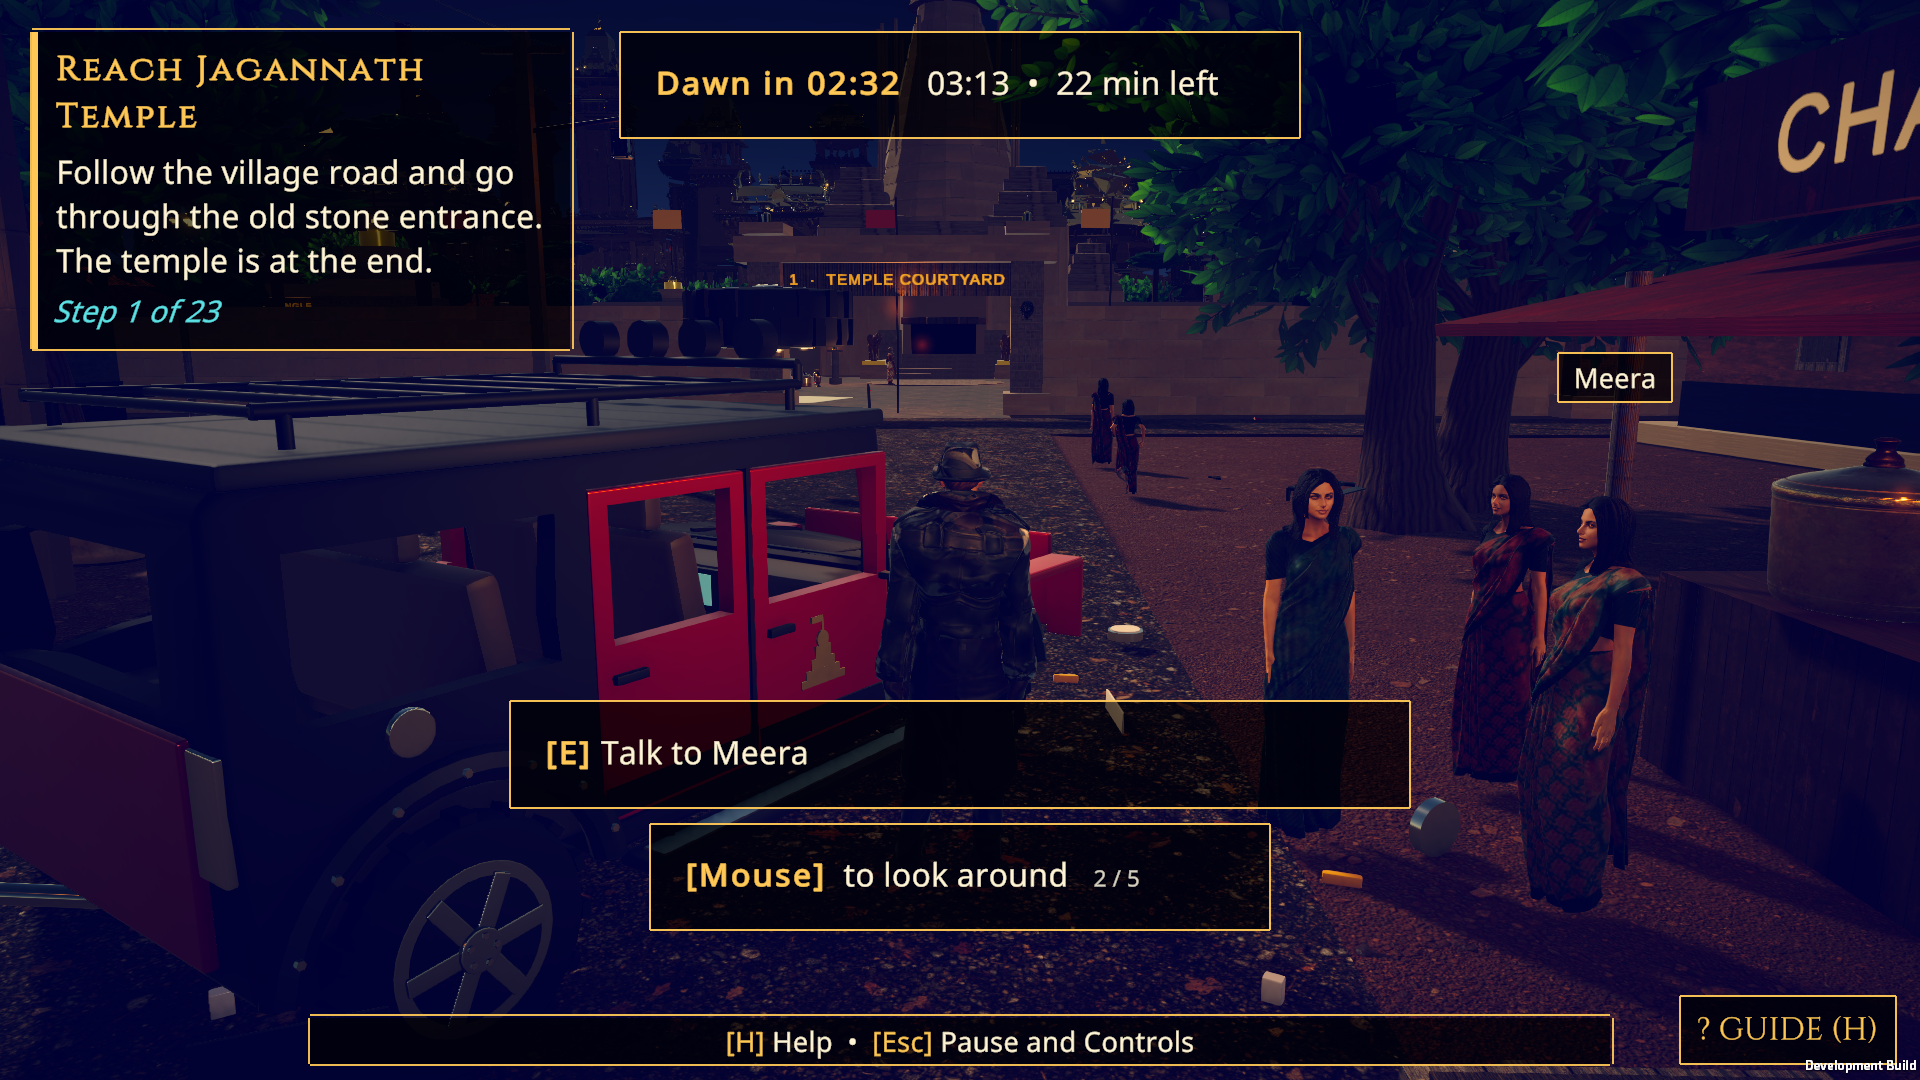 REACH JAGANNATH
TEMPLE
Follow the village road and go
through the old stone entrance.
The temple is at the end.
Step 1 of 23
Dawn in 02:32 03:13 • 22 min left
CHA
1 - TEMPLE COURTYARD
Meera
[E] Talk to Meera
[Mouse] to look around 2 / 5
[H] Help • [Esc] Pause and Controls
? GUIDE (H)
Development Build